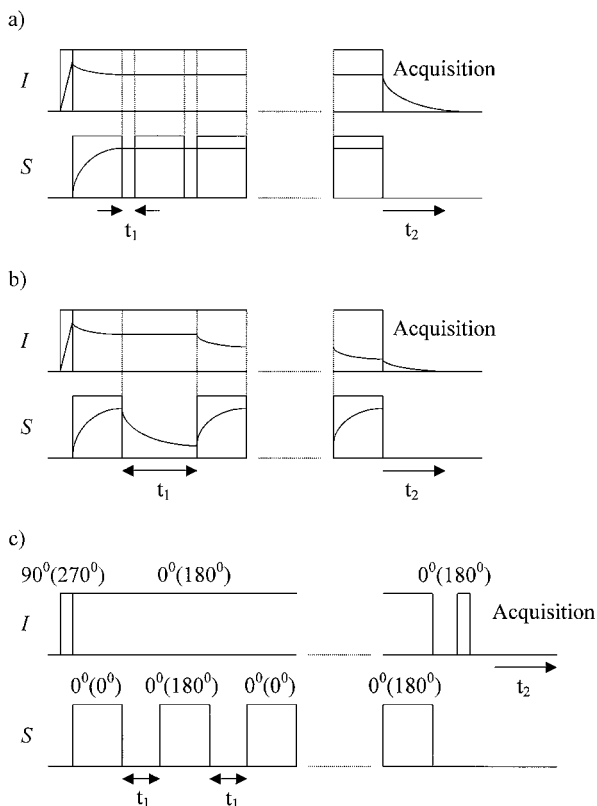 a)
I
Acquisition
S
t₁
t₂
b)
I
Acquisition
S
t₁
t₂
c)
90⁰(270⁰) 0⁰(180⁰) 0⁰(180⁰)
I
Acquisition
t₂
0⁰(0⁰) 0⁰(180⁰) 0⁰(0⁰) 0⁰(180⁰)
S
t₁ t₁